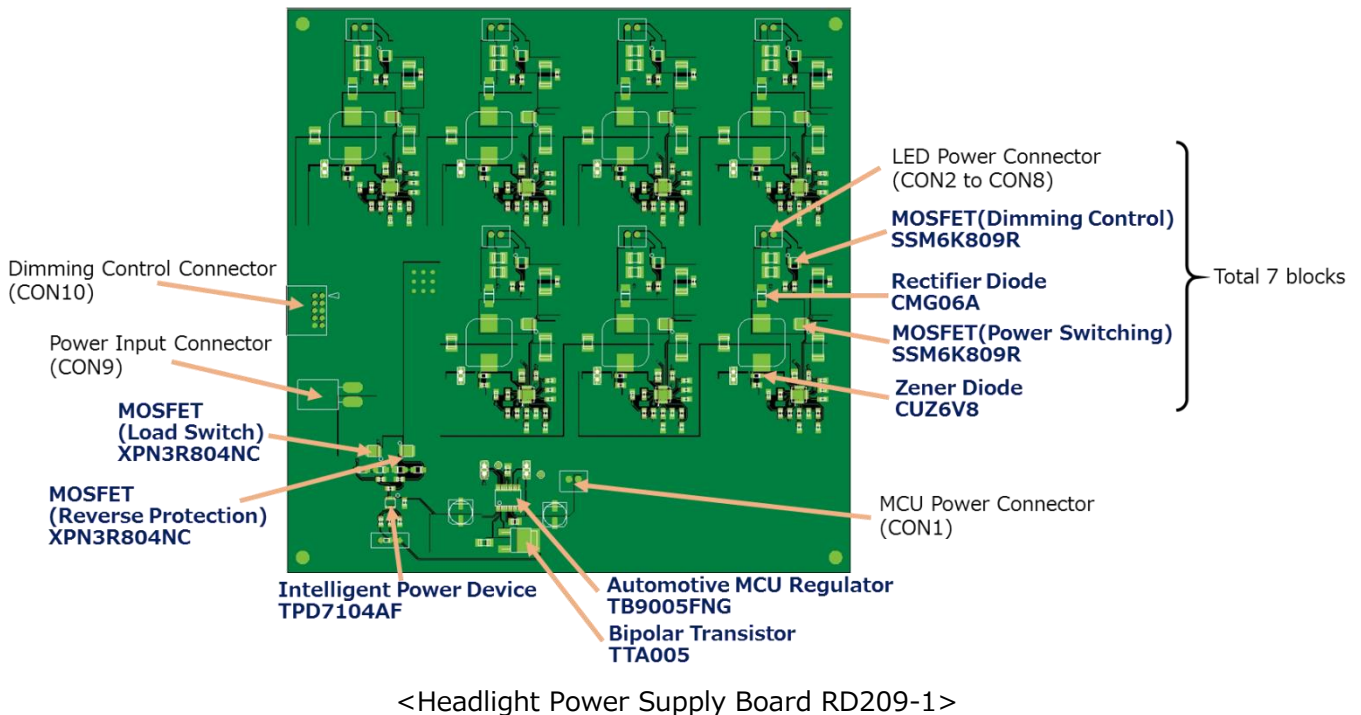 LED Power Connector
(CON2 to CON8)
MOSFET(Dimming Control)
SSM6K809R
Rectifier Diode
CMG06A
MOSFET(Power Switching)
SSM6K809R
Zener Diode
CUZ6V8
Total 7 blocks
Dimming Control Connector
(CON10)
Power Input Connector
(CON9)
MOSFET
(Load Switch)
XPN3R804NC
MOSFET
(Reverse Protection)
XPN3R804NC
MCU Power Connector
(CON1)
Intelligent Power Device
TPD7104AF
Automotive MCU Regulator
TB9005FNG
Bipolar Transistor
TTA005
<Headlight Power Supply Board RD209-1>